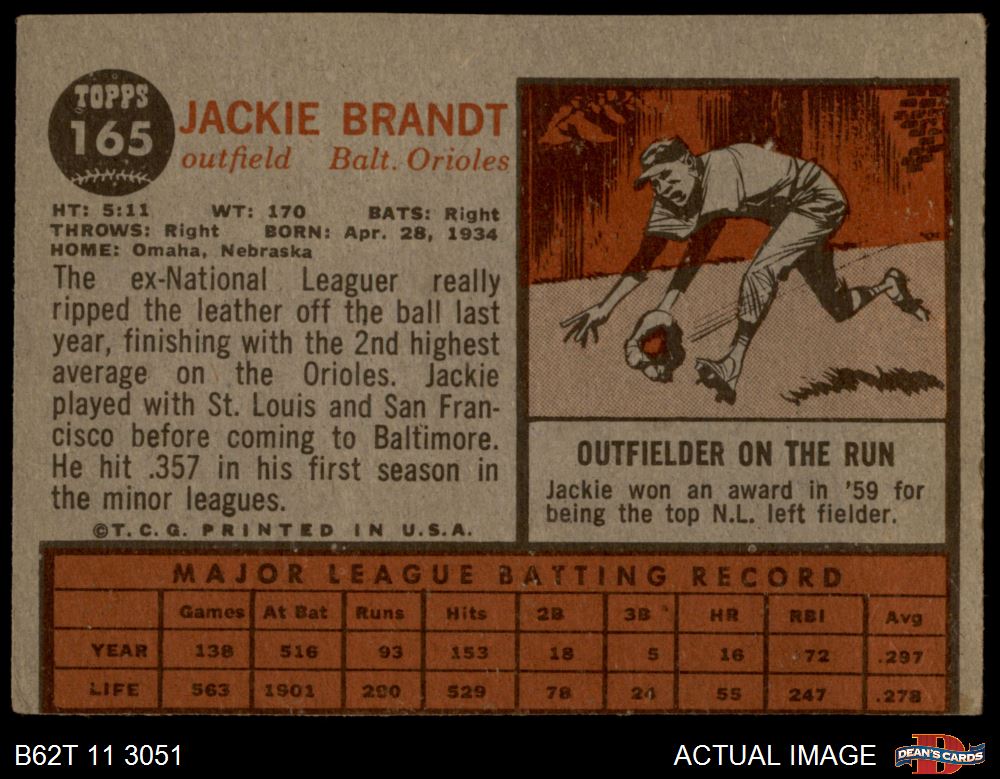 TOPPS
165
JACKIE BRANDT
outfield Balt. Orioles
HT: 5:11 WT: 170 BATS: Right
THROWS: Right BORN: Apr. 28, 1934
HOME: Omaha, Nebraska
The ex-National Leaguer really
ripped the leather off the ball last
year, finishing with the 2nd highest
average on the Orioles. Jackie
played with St. Louis and San Fran-
cisco before coming to Baltimore.
He hit .357 in his first season in
the minor leagues.
©T.C.G. PRINTED IN U.S.A.
OUTFIELDER ON THE RUN
Jackie won an award in '59 for
being the top N.L. left fielder.
MAJOR LEAGUE BATTING RECORD
Games At Bat Runs Hits 2B 3B HR RBI Avg
YEAR 138 516 93 153 18 5 16 72 .297
LIFE 563 1901 290 529 78 24 55 247 .278
B62T 11 3051
ACTUAL IMAGE
DEAN'S CARDS